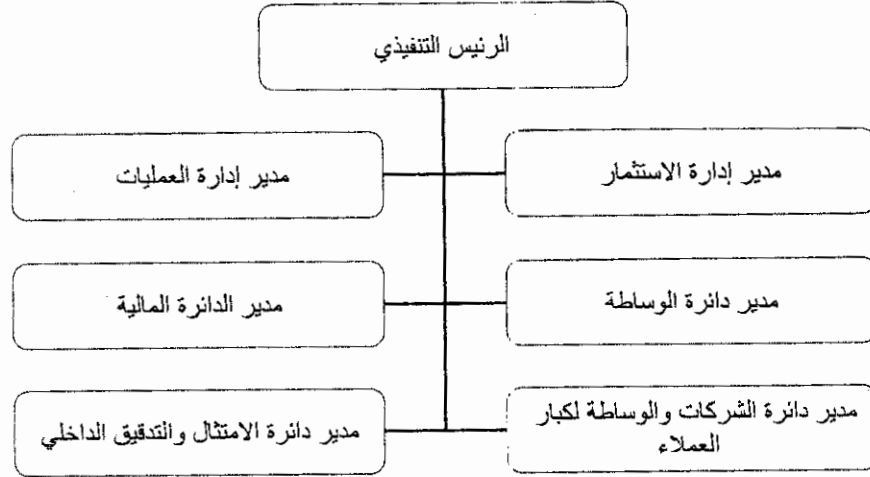 الرئيس التنفيذي
مدير إدارة الاستثمار
مدير إدارة العمليات
مدير دائرة الوساطة
مدير الدائرة المالية
مدير دائرة الشركات والوساطة لكبار
العملاء
مدير دائرة الامتثال والتدقيق الداخلي